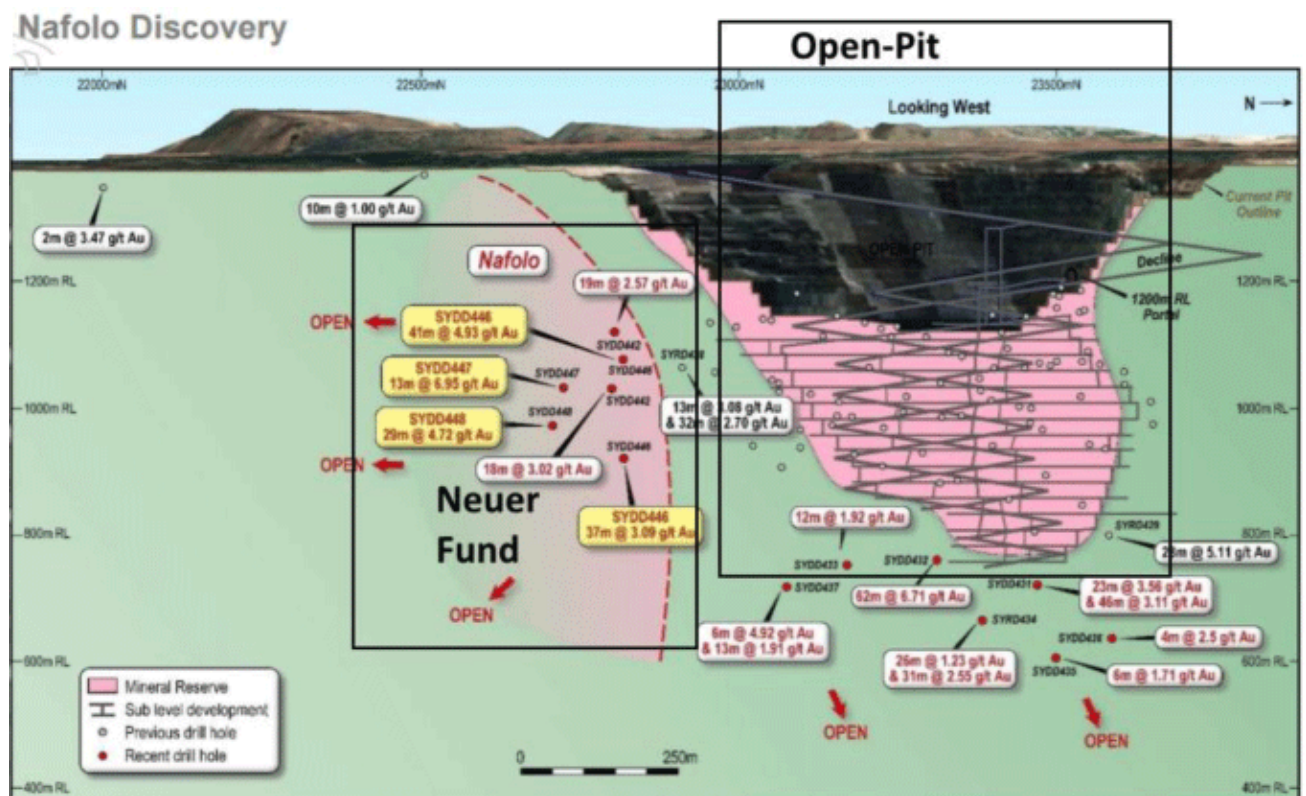 Nafolo Discovery
Open-Pit
22000mN
22500mN
23000mN
23500mN
Looking West
N
Current Pit
Outline
2m @ 3.47 g/t Au
10m @ 1.00 g/t Au
OPEN-PIT
Decline
1200m RL
1200m RL
1200m RL
Portal
Nafolo
19m @ 2.57 g/t Au
OPEN
SYDD446
41m @ 4.93 g/t Au
SYDD442
SYRD438
SYDD447
13m @ 6.95 g/t Au
SYDD447
SYDD446
SYDD442
1000m RL
1000m RL
13m @ 3.08 g/t Au
& 32m @ 2.70 g/t Au
SYDD448
29m @ 4.72 g/t Au
SYDD448
SYDD446
OPEN
18m @ 3.02 g/t Au
Neuer
Fund
SYDD446
37m @ 3.09 g/t Au
12m @ 1.92 g/t Au
SYRD429
800m RL
800m RL
28m @ 5.11 g/t Au
SYDD433
SYDD432
SYDD437
62m @ 6.71 g/t Au
SYDD431
23m @ 3.56 g/t Au
& 46m @ 3.11 g/t Au
OPEN
6m @ 4.92 g/t Au
& 13m @ 1.91 g/t Au
SYRD434
SYDD436
4m @ 2.5 g/t Au
26m @ 1.23 g/t Au
& 31m @ 2.55 g/t Au
SYDD435
6m @ 1.71 g/t Au
600m RL
600m RL
Mineral Reserve
Sub level development
Previous drill hole
Recent drill hole
OPEN
OPEN
0
250m
400m RL
400m RL